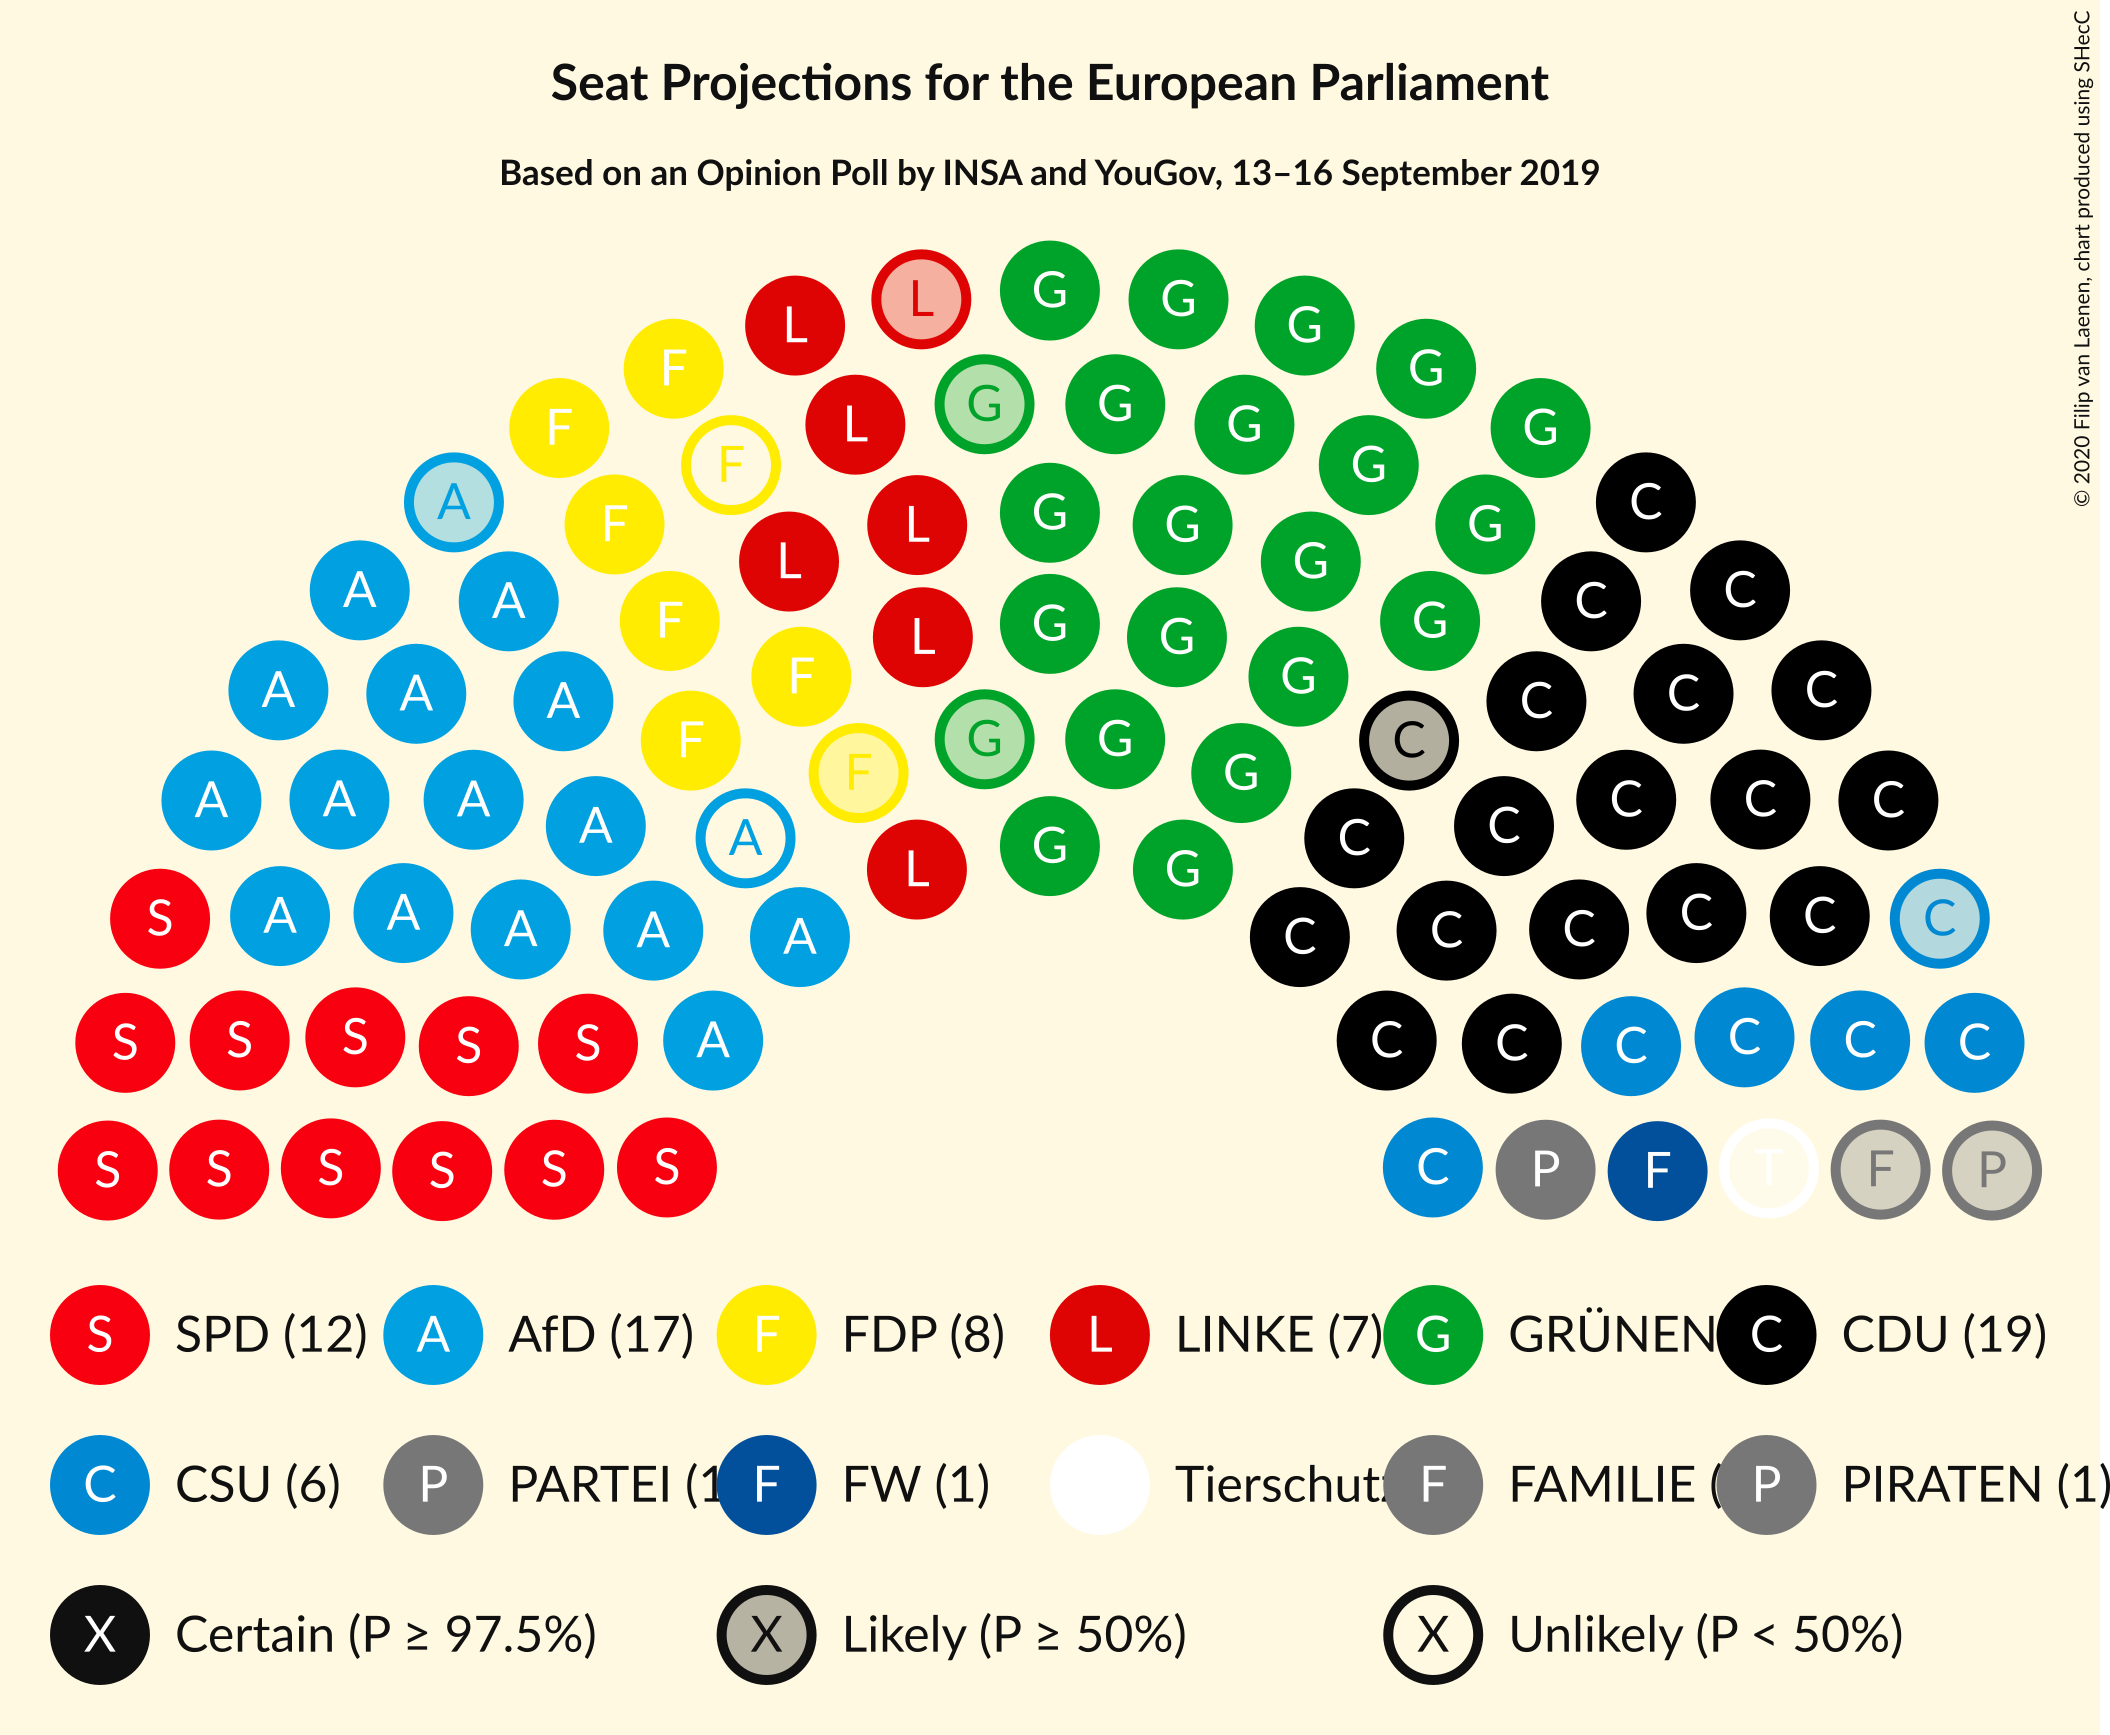 Seat Projections for the European Parliament
Based on an Opinion Poll by INSA and YouGov, 13–16 September 2019
© 2020 Filip van Laenen, chart produced using SHecC
L G G G G
F L G
F F L G G G G
A F L G G C
F G G G
A A L G C C
F L G G G G
A A A F G C C C
F F G G G C
A A A A A L G G C C C C C
S A A A A A C C C C C C
S S S S S A C C C C C C
S S S S S S C P F T F P
S SPD (12) A AfD (17) F FDP (8) L LINKE (7) G GRÜNEN C CDU (19)
C CSU (6) P PARTEI (1 F FW (1) Tierschutz F FAMILIE ( P PIRATEN (1)
X Certain (P ≥ 97.5%) X Likely (P ≥ 50%) X Unlikely (P < 50%)